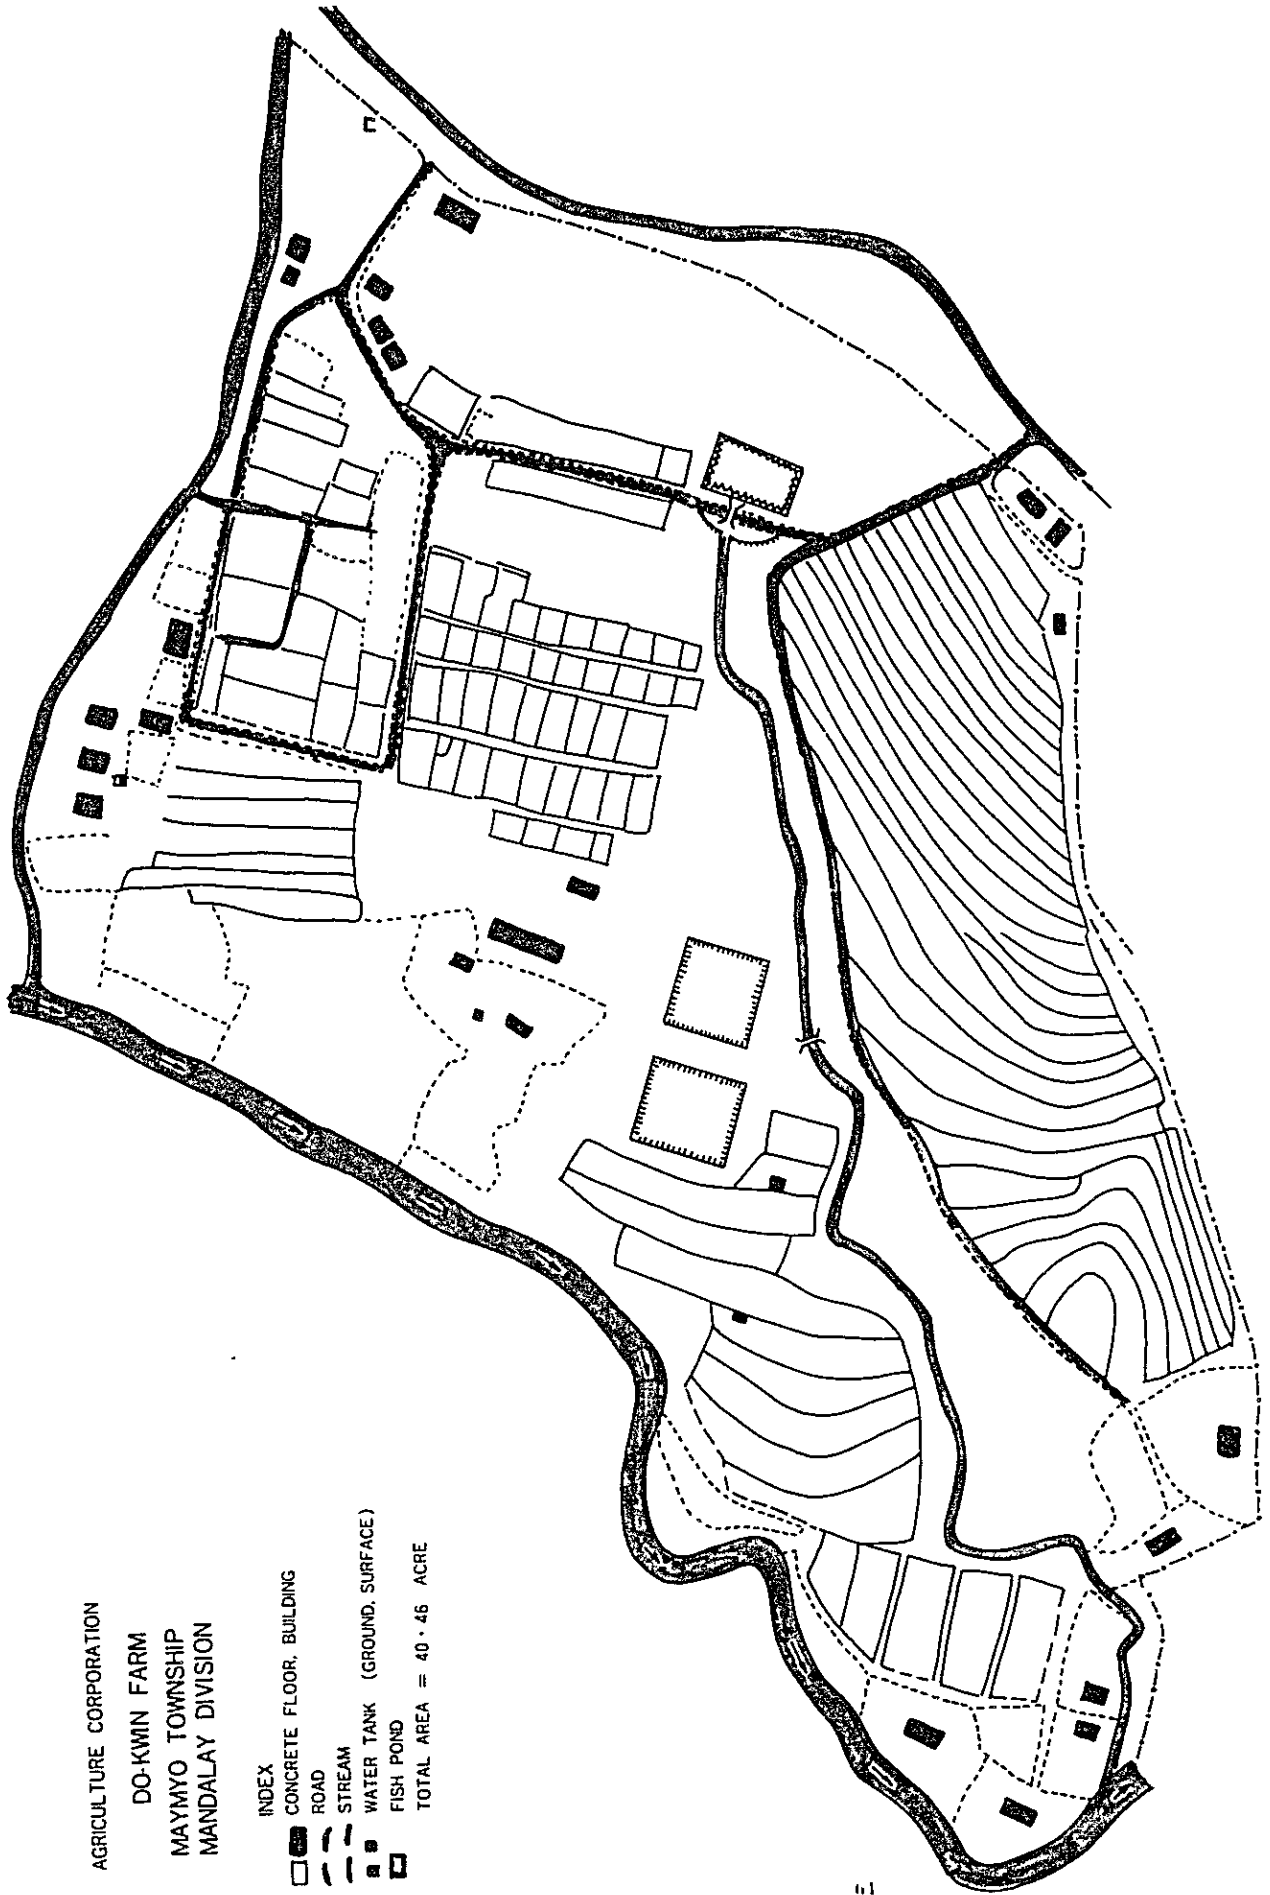 AGRICULTURE CORPORATION
DO-KWIN FARM
MAYMYO TOWNSHIP
MANDALAY DIVISION
INDEX
CONCRETE FLOOR, BUILDING
ROAD
STREAM
WATER TANK (GROUND, SURFACE)
FISH POND
TOTAL AREA = 40·46 ACRE